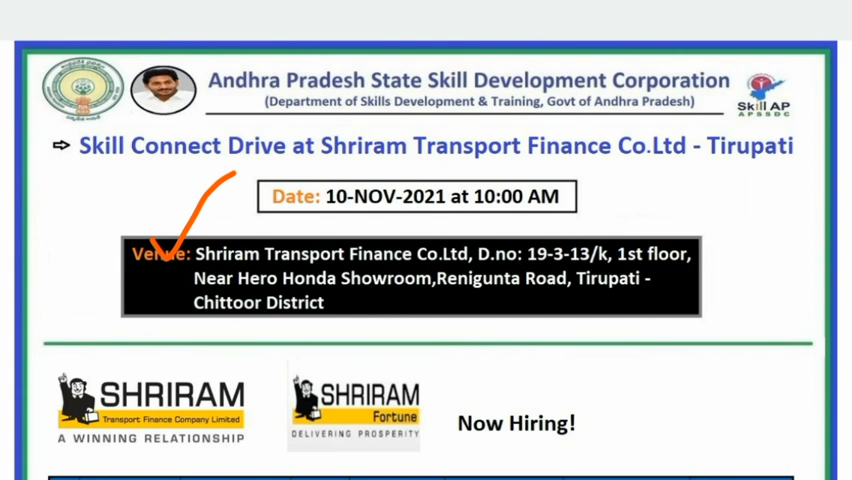 Andhra Pradesh State Skill Development Corporation
(Department of Skills Development & Training, Govt of Andhra Pradesh)
Skill AP
APSSDC
⇨ Skill Connect Drive at Shriram Transport Finance Co.Ltd - Tirupati
Date: 10-NOV-2021 at 10:00 AM
Venue: Shriram Transport Finance Co.Ltd, D.no: 19-3-13/k, 1st floor,
Near Hero Honda Showroom,Renigunta Road, Tirupati -
Chittoor District
SHRIRAM
Transport Finance Company Limited
A WINNING RELATIONSHIP
SHRIRAM
Fortune
DELIVERING PROSPERITY
Now Hiring!